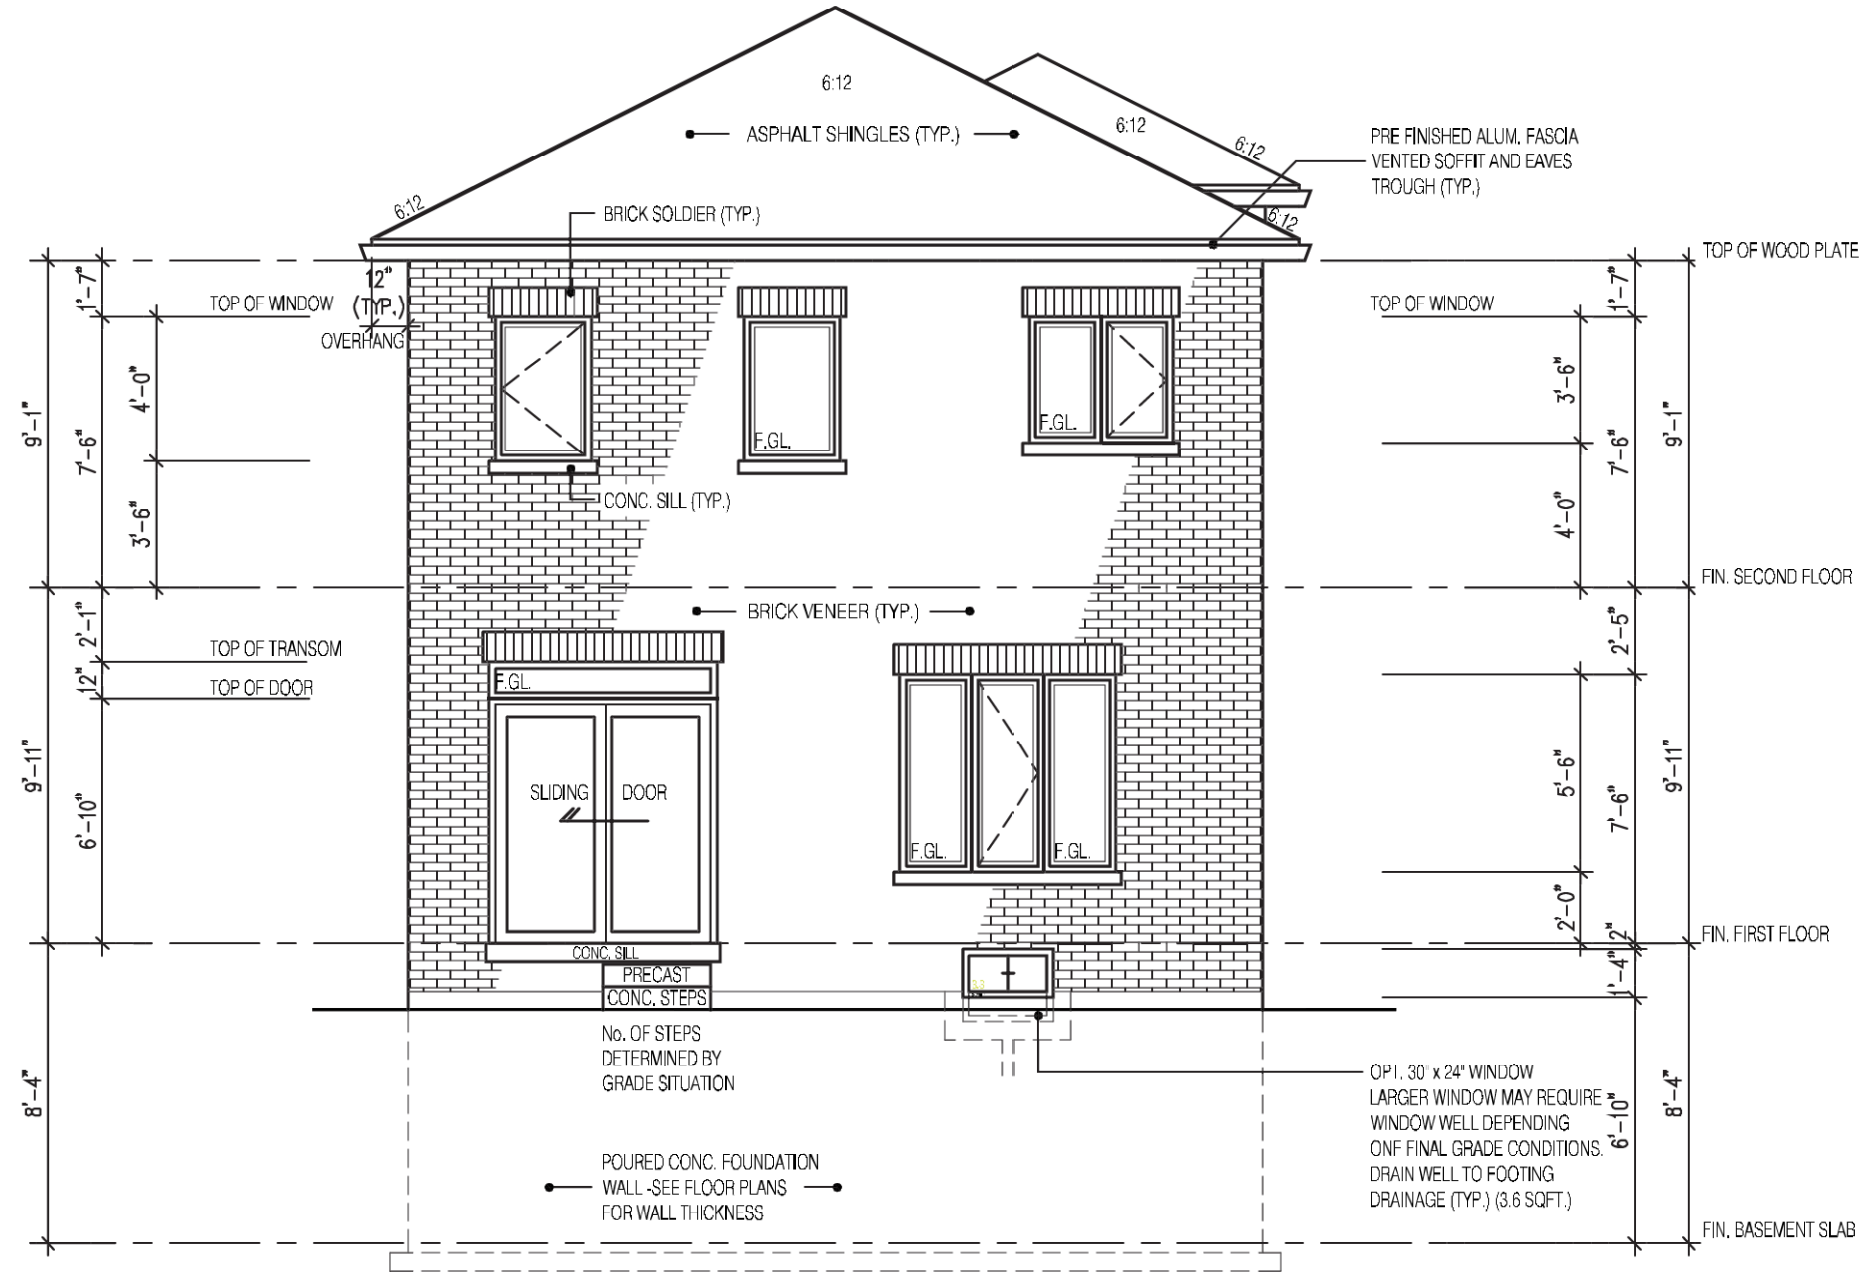 6:12
ASPHALT SHINGLES (TYP.)
6:12
6:12
PRE FINISHED ALUM. FASCIA
VENTED SOFFIT AND EAVES
TROUGH (TYP.)
6:12
BRICK SOLDIER (TYP.)
6:12
TOP OF WOOD PLATE
1'-7"
12"
(TYP.)
OVERHANG
TOP OF WINDOW
TOP OF WINDOW
1'-7"
9'-1"
7'-6"
4'-0"
3'-6"
F.GL.
F.GL.
CONC. SILL (TYP.)
3'-6"
4'-0"
7'-6"
9'-1"
FIN. SECOND FLOOR
BRICK VENEER (TYP.)
2'-1"
TOP OF TRANSOM
12"
TOP OF DOOR
F.GL.
2'-5"
9'-11"
6'-10"
SLIDING DOOR
F.GL.
F.GL.
5'-6"
7'-6"
9'-11"
2'-0"
2"
FIN. FIRST FLOOR
CONC. SILL
PRECAST
CONC. STEPS
1'-4"
No. OF STEPS
DETERMINED BY
GRADE SITUATION
8'-4"
OPT. 30" x 24" WINDOW
LARGER WINDOW MAY REQUIRE
WINDOW WELL DEPENDING
ONF FINAL GRADE CONDITIONS.
DRAIN WELL TO FOOTING
DRAINAGE (TYP.) (3.6 SQFT.)
6'-10"
8'-4"
POURED CONC. FOUNDATION
WALL -SEE FLOOR PLANS
FOR WALL THICKNESS
FIN. BASEMENT SLAB